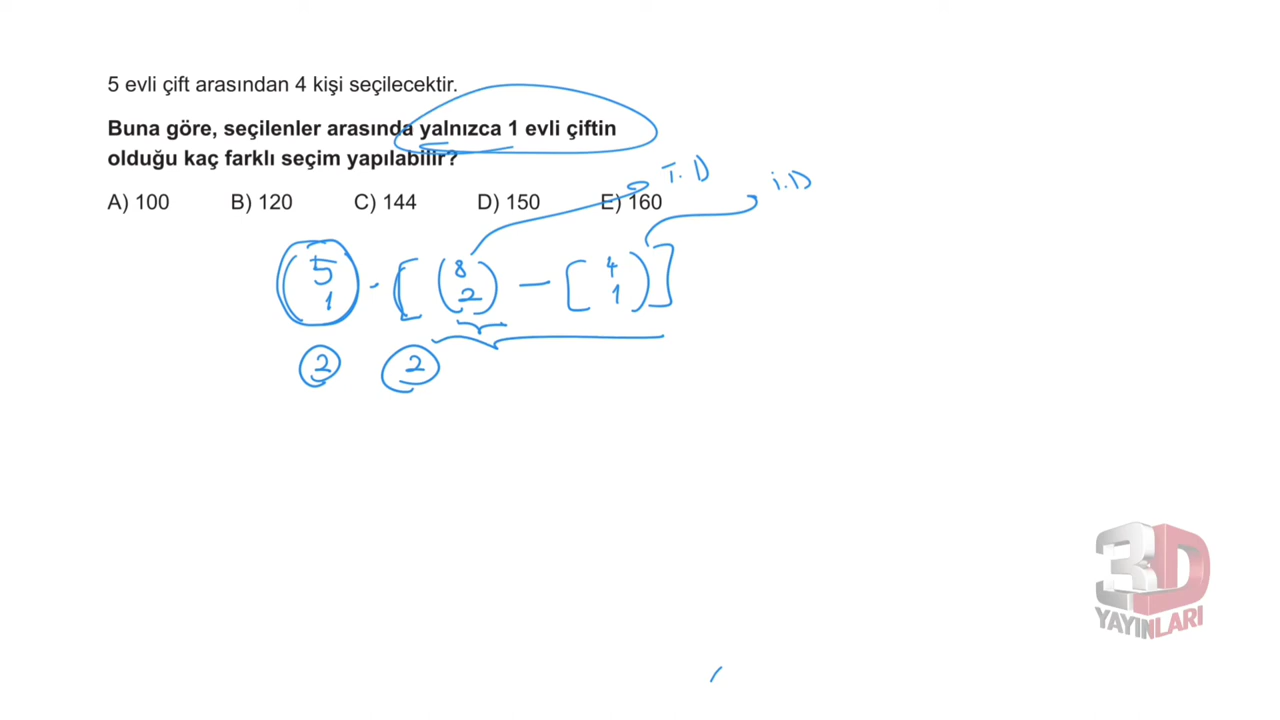 5 evli çift arasından 4 kişi seçilecektir.
Buna göre, seçilenler arasında yalnızca 1 evli çiftin
olduğu kaç farklı seçim yapılabilir?
A) 100 B) 120 C) 144 D) 150 E) 160
T.D
i.D
(5 1) · [(8 2) − [4 1)]
2 2
3D
YAYINLARI